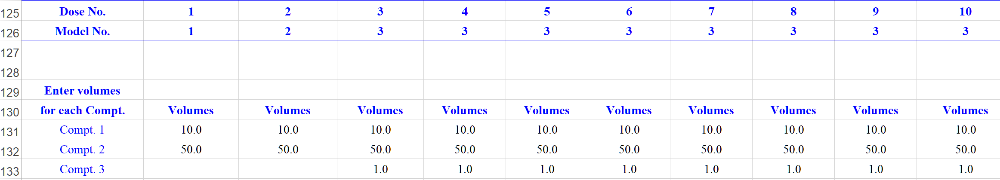 125 Dose No. 1 2 3 4 5 6 7 8 9 10
126 Model No. 1 2 3 3 3 3 3 3 3 3
127
128
129 Enter volumes
130 for each Compt. Volumes Volumes Volumes Volumes Volumes Volumes Volumes Volumes Volumes Volumes
131 Compt. 1 10.0 10.0 10.0 10.0 10.0 10.0 10.0 10.0 10.0 10.0
132 Compt. 2 50.0 50.0 50.0 50.0 50.0 50.0 50.0 50.0 50.0 50.0
133 Compt. 3 1.0 1.0 1.0 1.0 1.0 1.0 1.0 1.0